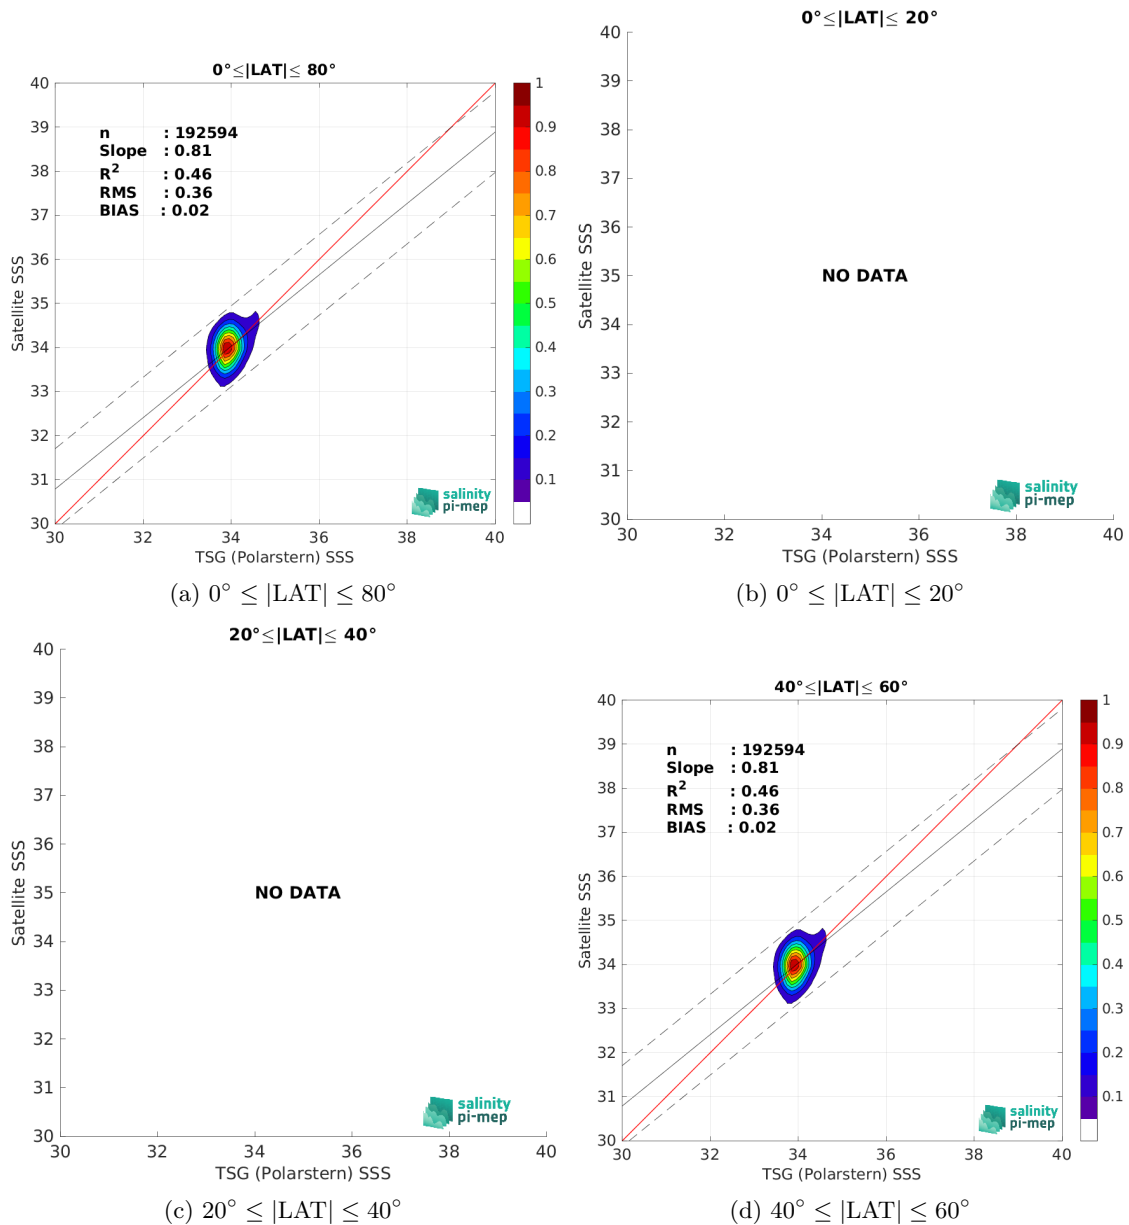 0°≤|LAT|≤ 80°
40
39
38
37
36
35
34
33
32
31
30
Satellite SSS
n : 192594
Slope : 0.81
R² : 0.46
RMS : 0.36
BIAS : 0.02
salinity
pi-mep
30 32 34 36 38 40
TSG (Polarstern) SSS
1
0.9
0.8
0.7
0.6
0.5
0.4
0.3
0.2
0.1
(a) 0° ≤ |LAT| ≤ 80°
0°≤|LAT|≤ 20°
40
39
38
37
36
35
34
33
32
31
30
Satellite SSS
NO DATA
salinity
pi-mep
30 32 34 36 38 40
TSG (Polarstern) SSS
(b) 0° ≤ |LAT| ≤ 20°
20°≤|LAT|≤ 40°
40
39
38
37
36
35
34
33
32
31
30
Satellite SSS
NO DATA
salinity
pi-mep
30 32 34 36 38 40
TSG (Polarstern) SSS
(c) 20° ≤ |LAT| ≤ 40°
40°≤|LAT|≤ 60°
40
39
38
37
36
35
34
33
32
31
30
Satellite SSS
n : 192594
Slope : 0.81
R² : 0.46
RMS : 0.36
BIAS : 0.02
salinity
pi-mep
30 32 34 36 38 40
TSG (Polarstern) SSS
1
0.9
0.8
0.7
0.6
0.5
0.4
0.3
0.2
0.1
(d) 40° ≤ |LAT| ≤ 60°